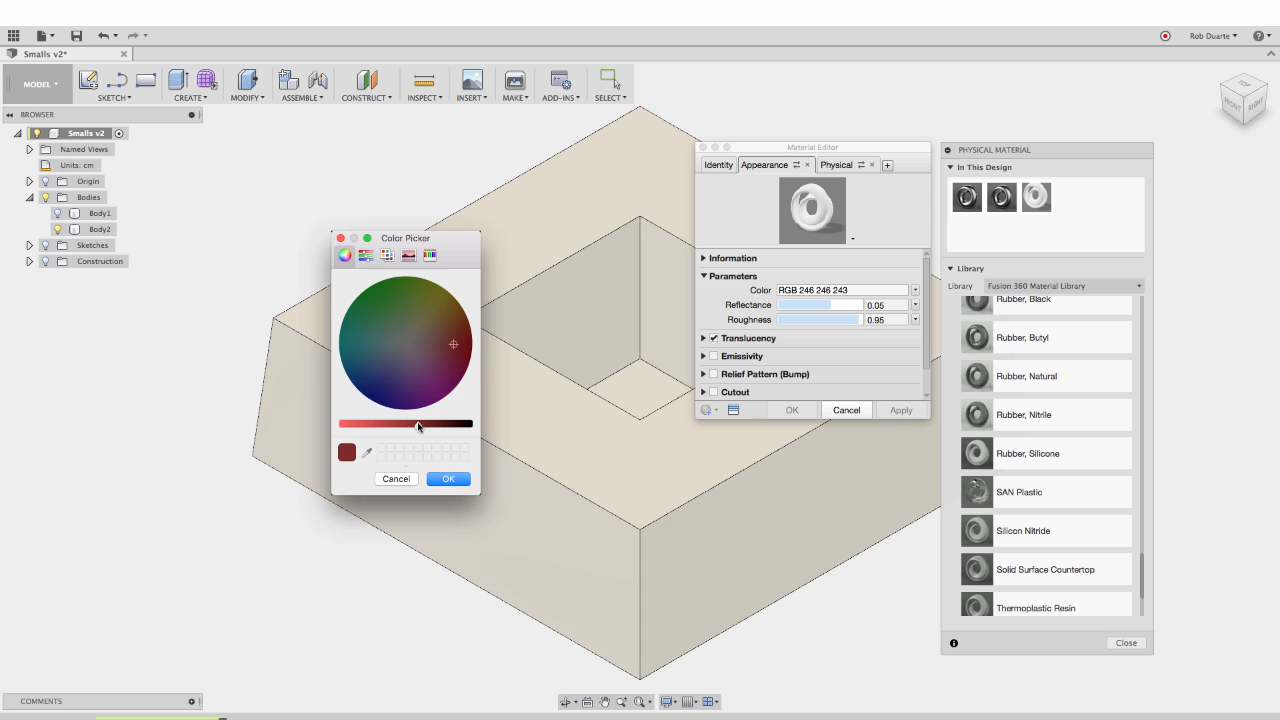 Rob Duarte
Smalls v2*
MODEL
SKETCH
CREATE
MODIFY
ASSEMBLE
CONSTRUCT
INSPECT
INSERT
MAKE
ADD-INS
SELECT
BROWSER
Smalls v2
Named Views
Units: cm
Origin
Bodies
Body1
Body2
Sketches
Construction
TOP
FRONT
RIGHT
Color Picker
Cancel
OK
Material Editor
Identity
Appearance
Physical
Information
Parameters
Color
RGB 246 246 243
Reflectance
0.05
Roughness
0.95
Translucency
Emissivity
Relief Pattern (Bump)
Cutout
OK
Cancel
Apply
PHYSICAL MATERIAL
In This Design
Library
Library
Fusion 360 Material Library
Rubber, Black
Rubber, Butyl
Rubber, Natural
Rubber, Nitrile
Rubber, Silicone
SAN Plastic
Silicon Nitride
Solid Surface Countertop
Thermoplastic Resin
Close
COMMENTS